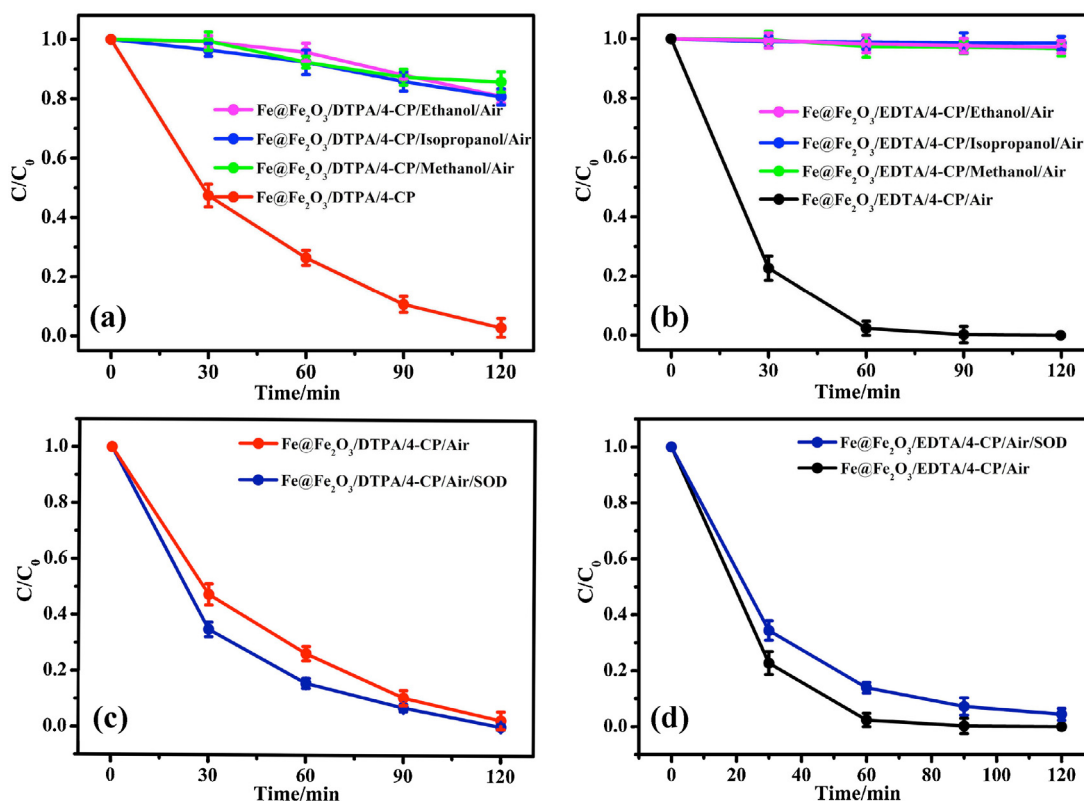 1.0
0.8
0.6
0.4
0.2
0.0
C/C₀
Fe@Fe₂O₃/DTPA/4-CP/Ethanol/Air
Fe@Fe₂O₃/DTPA/4-CP/Isopropanol/Air
Fe@Fe₂O₃/DTPA/4-CP/Methanol/Air
Fe@Fe₂O₃/DTPA/4-CP
(a)
0 30 60 90 120
Time/min
1.0
0.8
0.6
0.4
0.2
0.0
C/C₀
Fe@Fe₂O₃/EDTA/4-CP/Ethanol/Air
Fe@Fe₂O₃/EDTA/4-CP/Isopropanol/Air
Fe@Fe₂O₃/EDTA/4-CP/Methanol/Air
Fe@Fe₂O₃/EDTA/4-CP/Air
(b)
0 30 60 90 120
Time/min
1.0
0.8
0.6
0.4
0.2
0.0
C/C₀
Fe@Fe₂O₃/DTPA/4-CP/Air
Fe@Fe₂O₃/DTPA/4-CP/Air/SOD
(c)
0 30 60 90 120
Time/min
1.0
0.8
0.6
0.4
0.2
0.0
C/C₀
Fe@Fe₂O₃/EDTA/4-CP/Air/SOD
Fe@Fe₂O₃/EDTA/4-CP/Air
(d)
0 20 40 60 80 100 120
Time/min